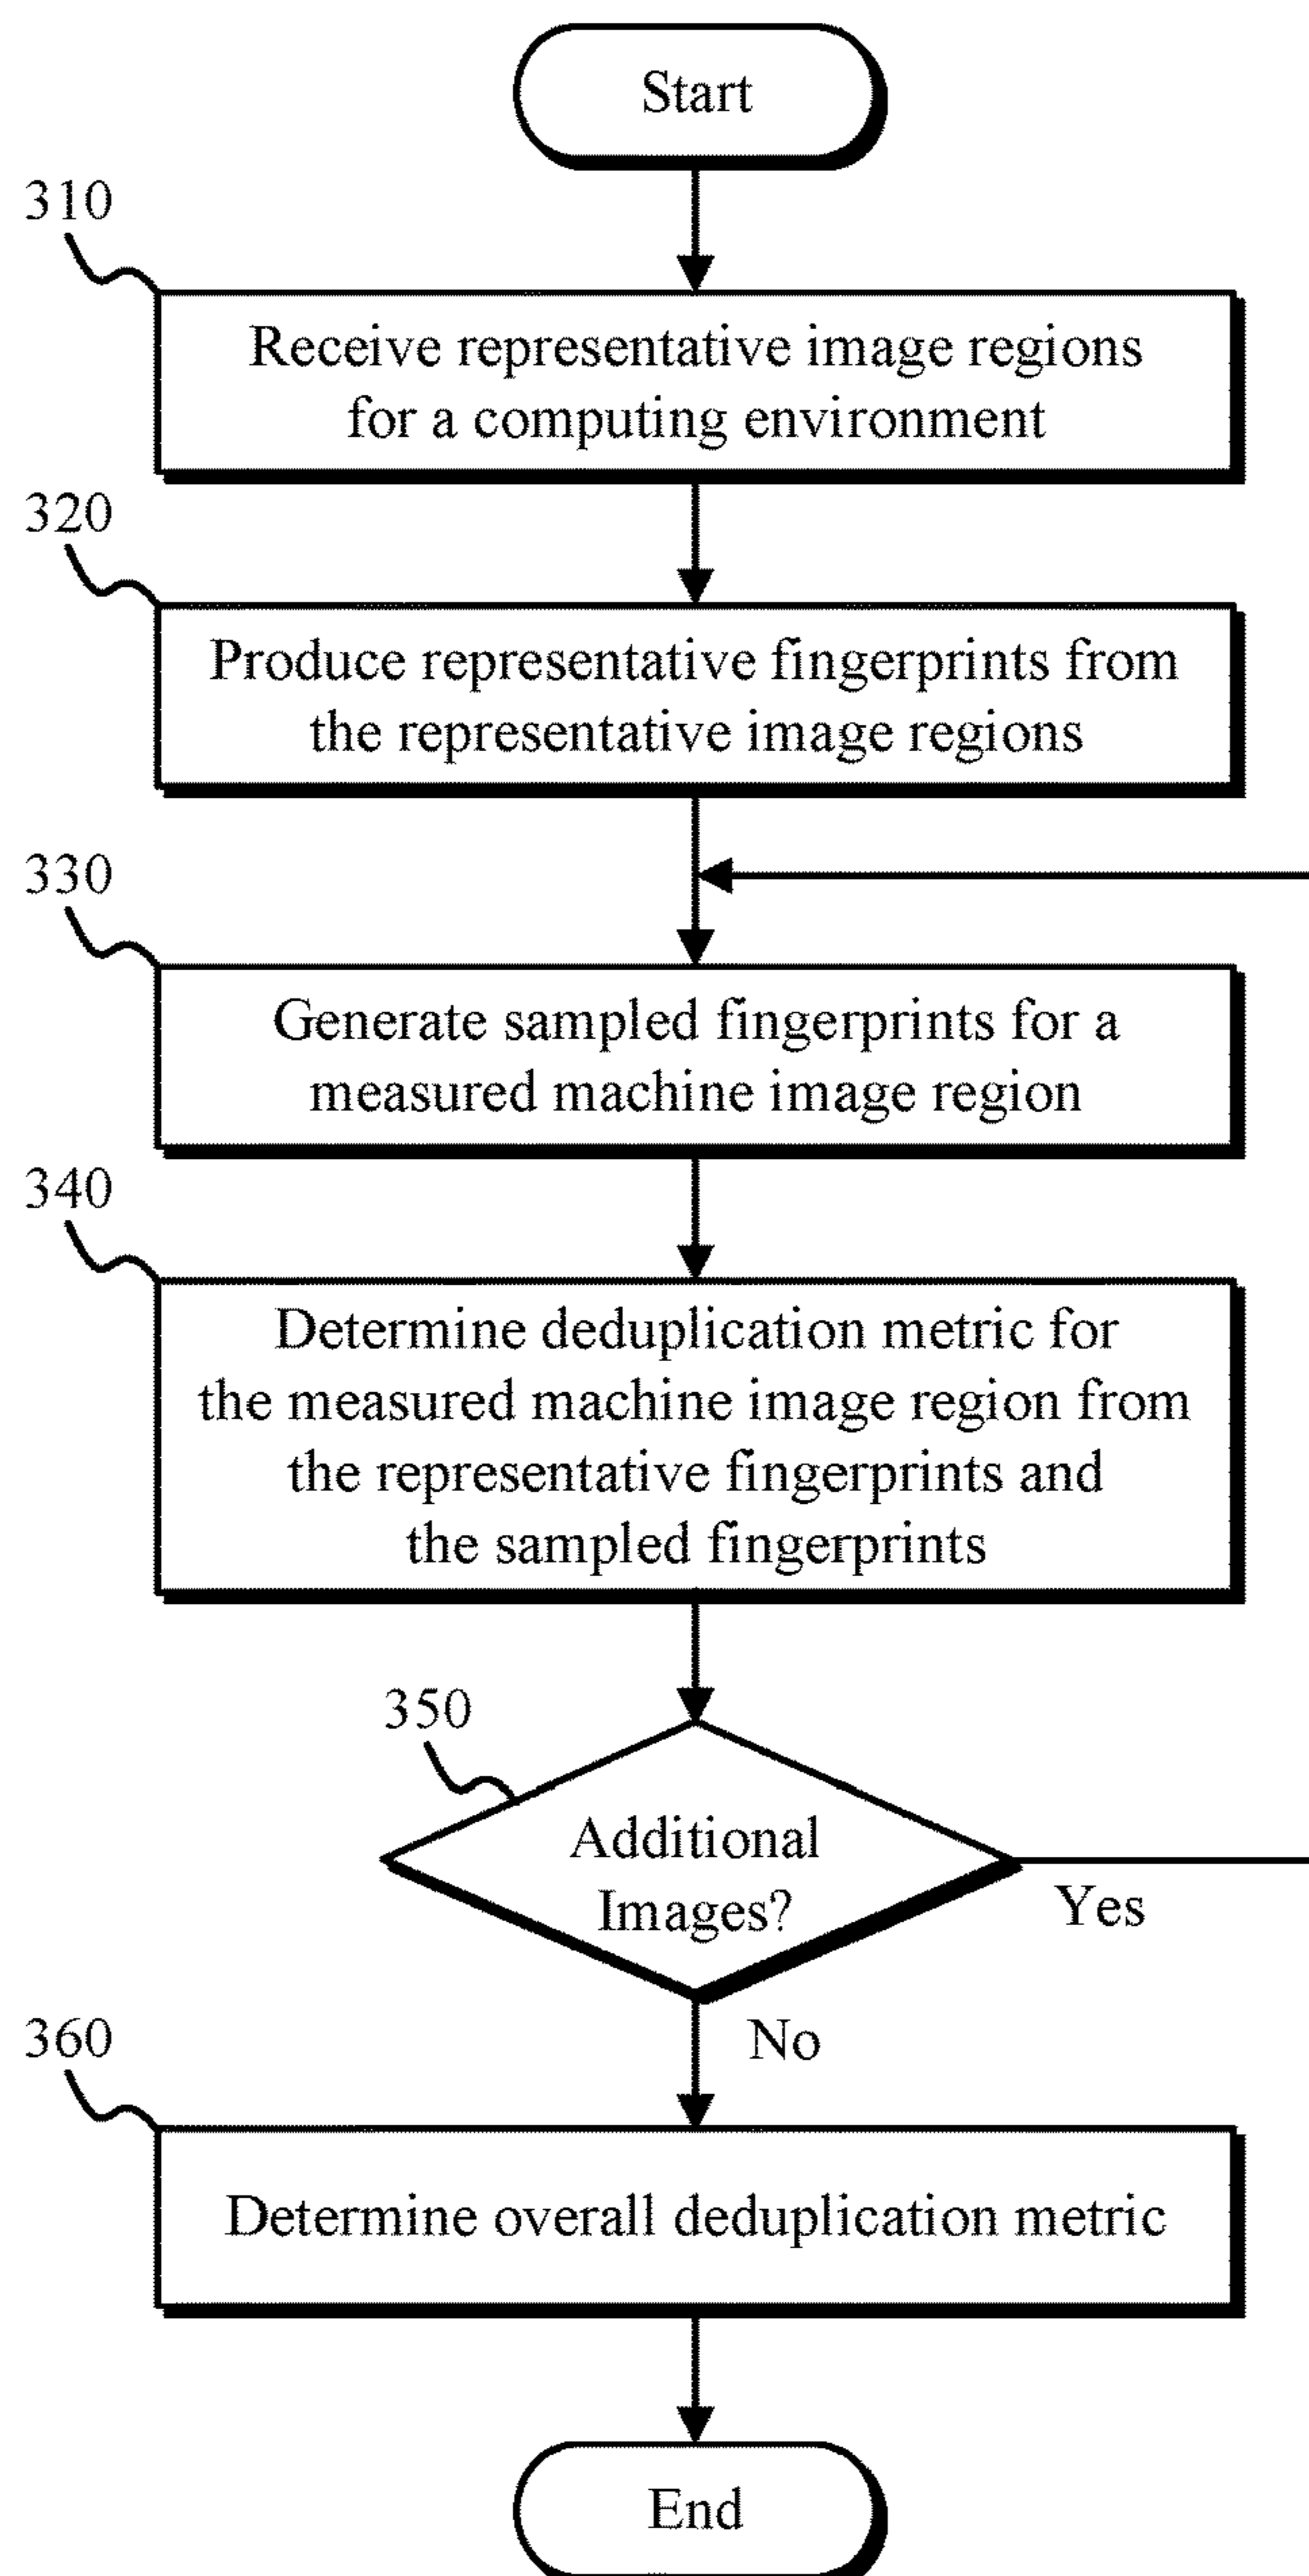 Start
310
Receive representative image regions
for a computing environment
320
Produce representative fingerprints from
the representative image regions
330
Generate sampled fingerprints for a
measured machine image region
340
Determine deduplication metric for
the measured machine image region from
the representative fingerprints and
the sampled fingerprints
350
Additional
Images?
Yes
No
360
Determine overall deduplication metric
End